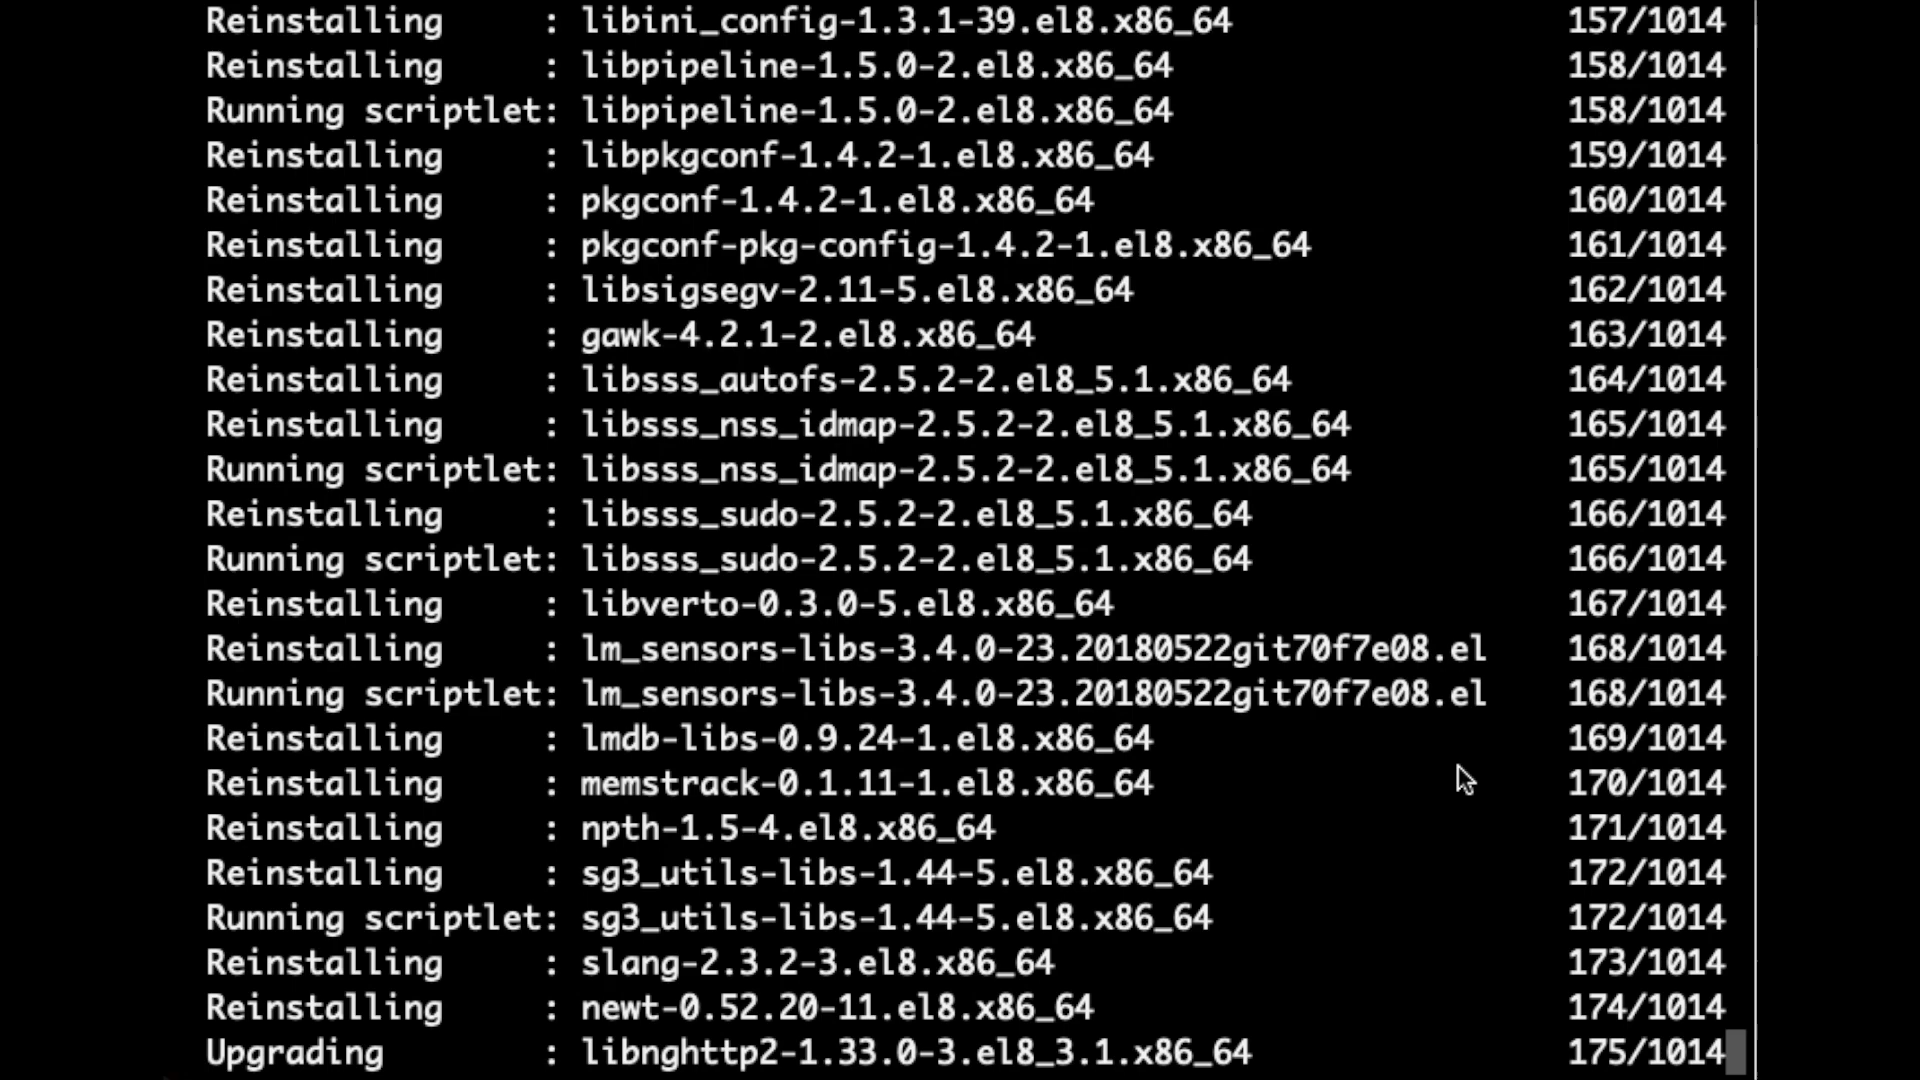 Reinstalling     : libini_config-1.3.1-39.el8.x86_64                 157/1014
Reinstalling     : libpipeline-1.5.0-2.el8.x86_64                    158/1014
Running scriptlet: libpipeline-1.5.0-2.el8.x86_64                    158/1014
Reinstalling     : libpkgconf-1.4.2-1.el8.x86_64                     159/1014
Reinstalling     : pkgconf-1.4.2-1.el8.x86_64                        160/1014
Reinstalling     : pkgconf-pkg-config-1.4.2-1.el8.x86_64             161/1014
Reinstalling     : libsigsegv-2.11-5.el8.x86_64                      162/1014
Reinstalling     : gawk-4.2.1-2.el8.x86_64                           163/1014
Reinstalling     : libsss_autofs-2.5.2-2.el8_5.1.x86_64              164/1014
Reinstalling     : libsss_nss_idmap-2.5.2-2.el8_5.1.x86_64           165/1014
Running scriptlet: libsss_nss_idmap-2.5.2-2.el8_5.1.x86_64           165/1014
Reinstalling     : libsss_sudo-2.5.2-2.el8_5.1.x86_64                166/1014
Running scriptlet: libsss_sudo-2.5.2-2.el8_5.1.x86_64                166/1014
Reinstalling     : libverto-0.3.0-5.el8.x86_64                       167/1014
Reinstalling     : lm_sensors-libs-3.4.0-23.20180522git70f7e08.el    168/1014
Running scriptlet: lm_sensors-libs-3.4.0-23.20180522git70f7e08.el    168/1014
Reinstalling     : lmdb-libs-0.9.24-1.el8.x86_64                     169/1014
Reinstalling     : memstrack-0.1.11-1.el8.x86_64                     170/1014
Reinstalling     : npth-1.5-4.el8.x86_64                             171/1014
Reinstalling     : sg3_utils-libs-1.44-5.el8.x86_64                  172/1014
Running scriptlet: sg3_utils-libs-1.44-5.el8.x86_64                  172/1014
Reinstalling     : slang-2.3.2-3.el8.x86_64                          173/1014
Reinstalling     : newt-0.52.20-11.el8.x86_64                        174/1014
Upgrading        : libnghttp2-1.33.0-3.el8_3.1.x86_64                175/1014